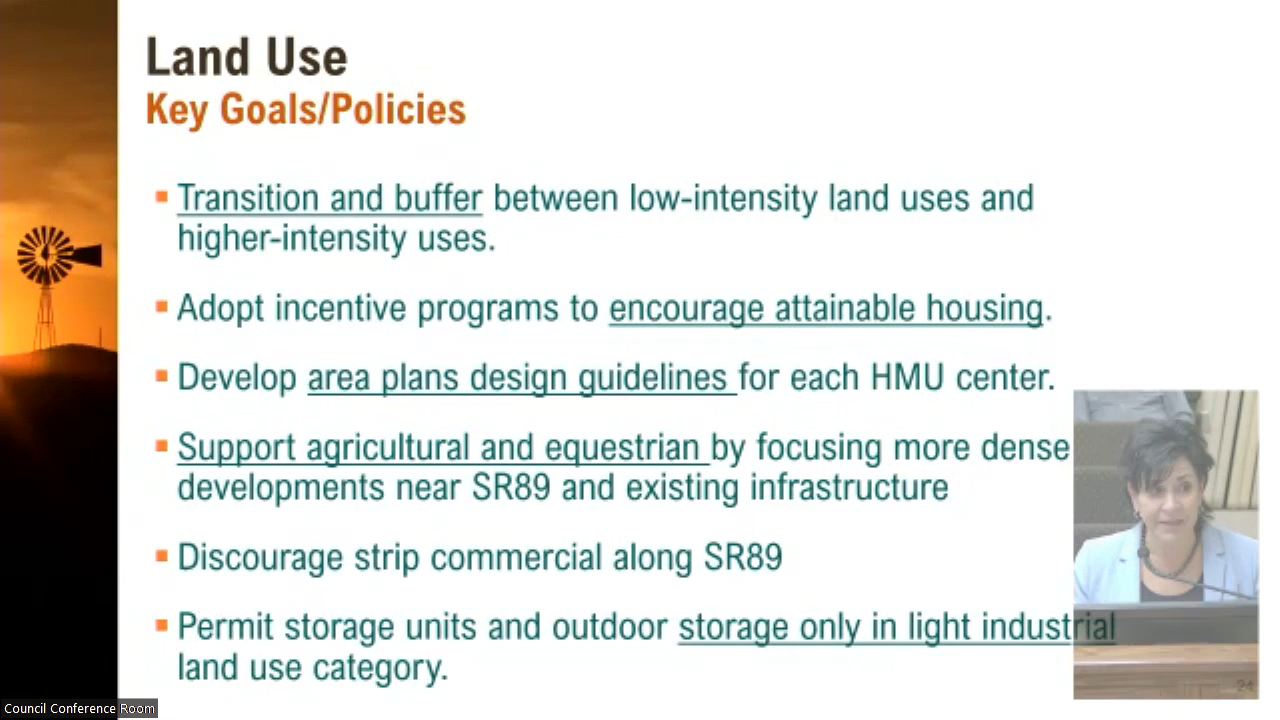 Land Use
Key Goals/Policies
Transition and buffer between low-intensity land uses and
higher-intensity uses.
Adopt incentive programs to encourage attainable housing.
Develop area plans design guidelines for each HMU center.
Support agricultural and equestrian by focusing more dense
developments near SR89 and existing infrastructure
Discourage strip commercial along SR89
Permit storage units and outdoor storage only in light industrial
land use category.
24
Council Conference Room